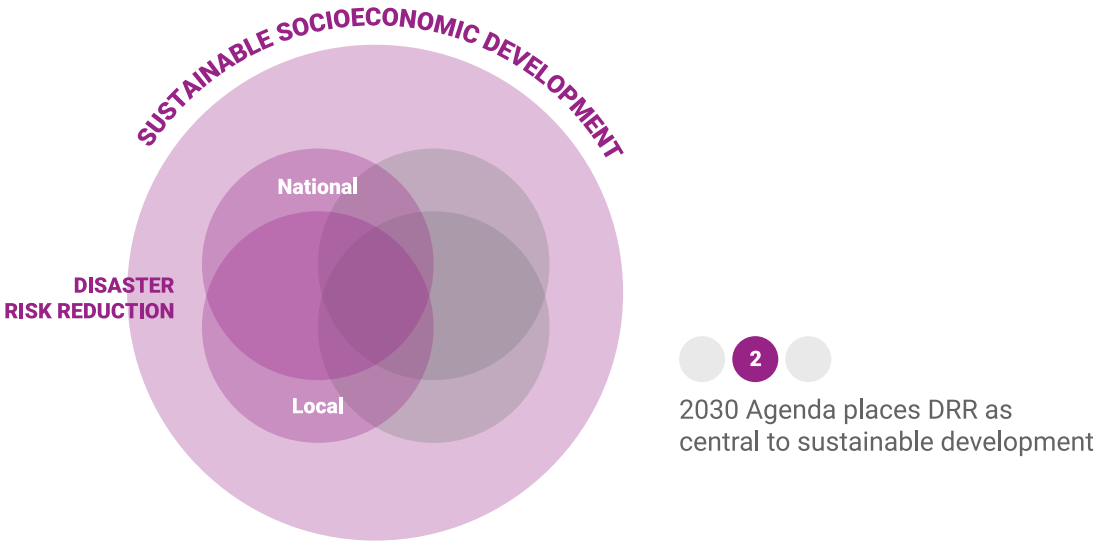 SUSTAINABLE SOCIOECONOMIC DEVELOPMENT
National
DISASTER
RISK REDUCTION
Local
2
2030 Agenda places DRR as
central to sustainable development